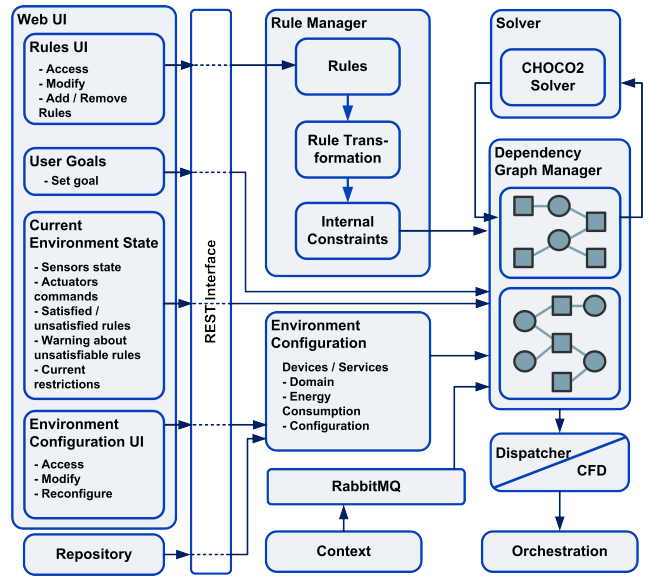 Web UI
Rules UI
- Access
- Modify
- Add / Remove
Rules
User Goals
- Set goal
Current
Environment State
- Sensors state
- Actuators
commands
- Satisfied /
unsatisfied rules
- Warning about
unsatisfiable rules
- Current
restrictions
Environment
Configuration UI
- Access
- Modify
- Reconfigure
Repository
REST Interface
Rule Manager
Rules
Rule Trans-
formation
Internal
Constraints
Environment
Configuration
Devices / Services
- Domain
- Energy
Consumption
- Configuration
RabbitMQ
Context
Solver
CHOCO2
Solver
Dependency
Graph Manager
Dispatcher
CFD
Orchestration